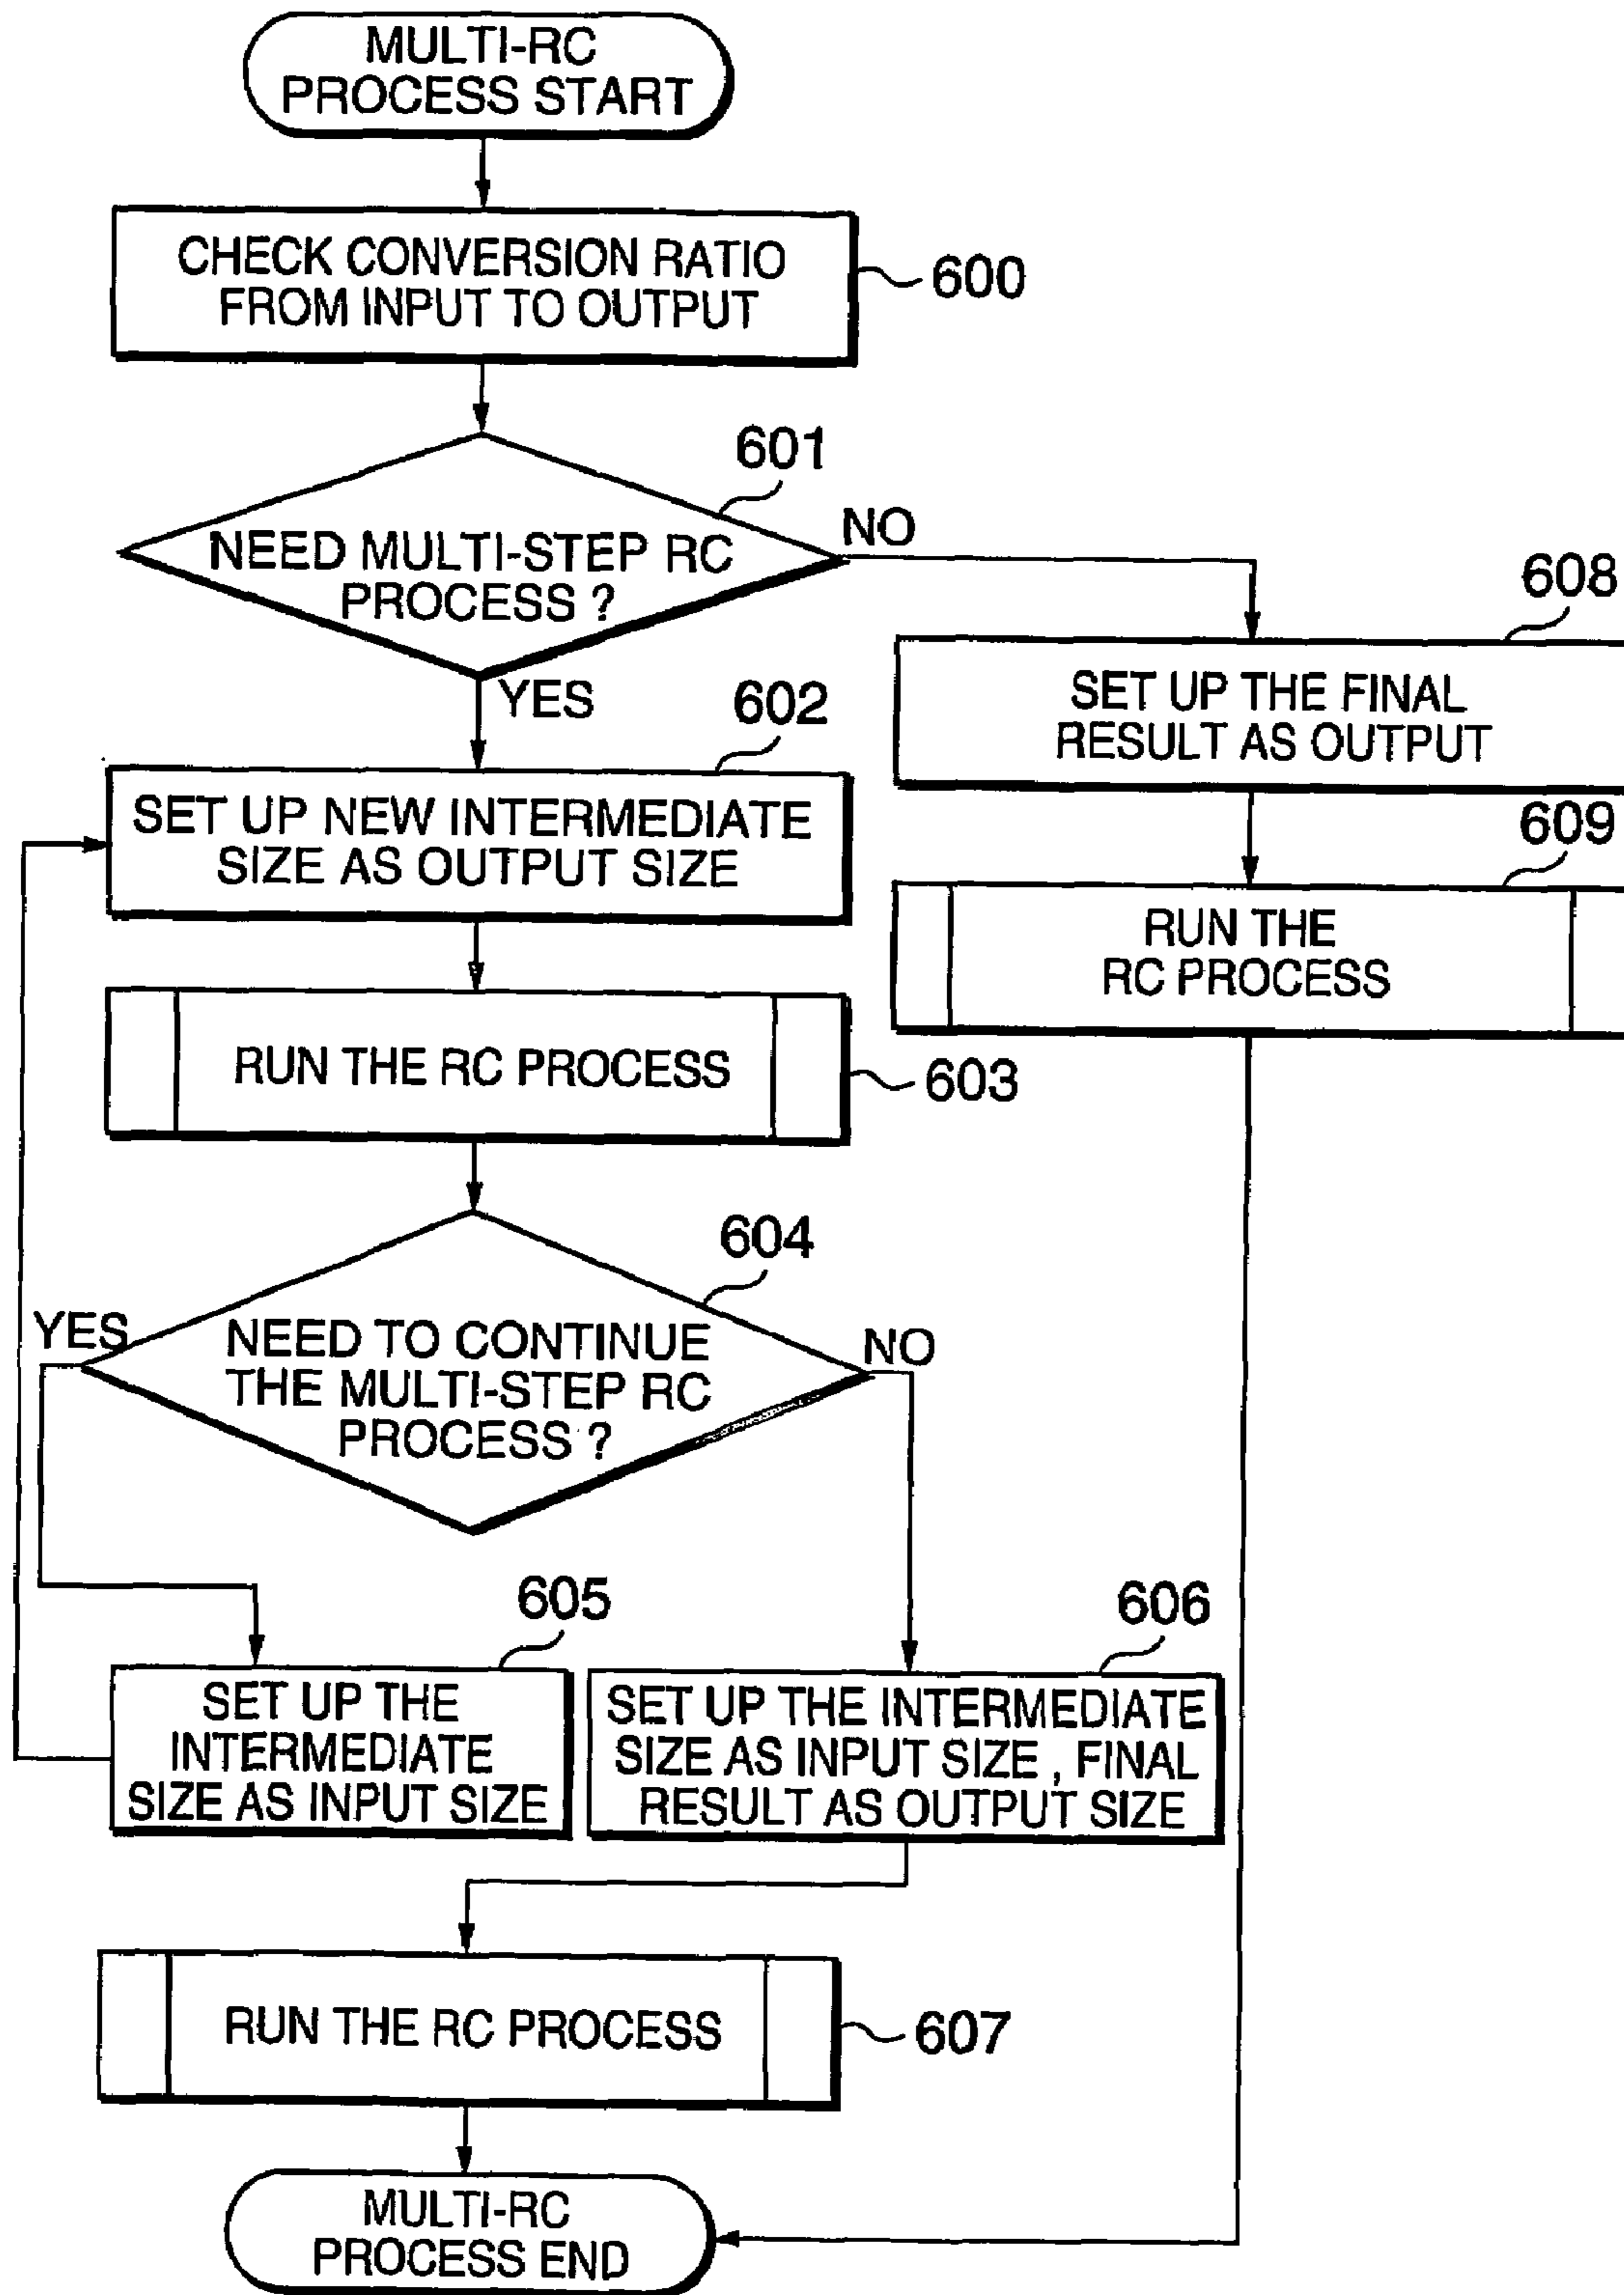 MULTI-RC
PROCESS START
CHECK CONVERSION RATIO
FROM INPUT TO OUTPUT
600
601
NEED MULTI-STEP RC
PROCESS ?
NO
YES
608
SET UP THE FINAL
RESULT AS OUTPUT
602
SET UP NEW INTERMEDIATE
SIZE AS OUTPUT SIZE
609
RUN THE
RC PROCESS
RUN THE RC PROCESS
603
604
YES
NEED TO CONTINUE
THE MULTI-STEP RC
PROCESS ?
NO
605
SET UP THE
INTERMEDIATE
SIZE AS INPUT SIZE
606
SET UP THE INTERMEDIATE
SIZE AS INPUT SIZE , FINAL
RESULT AS OUTPUT SIZE
RUN THE RC PROCESS
607
MULTI-RC
PROCESS END